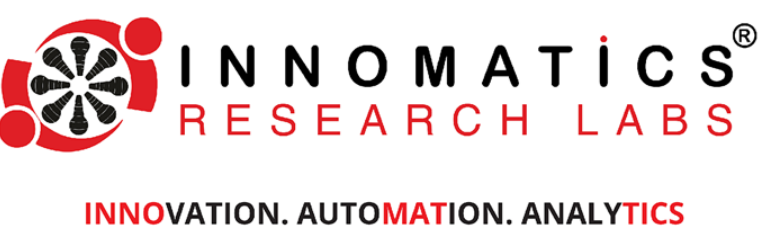 INNOMATICS®
RESEARCH LABS
INNOVATION. AUTOMATION. ANALYTICS